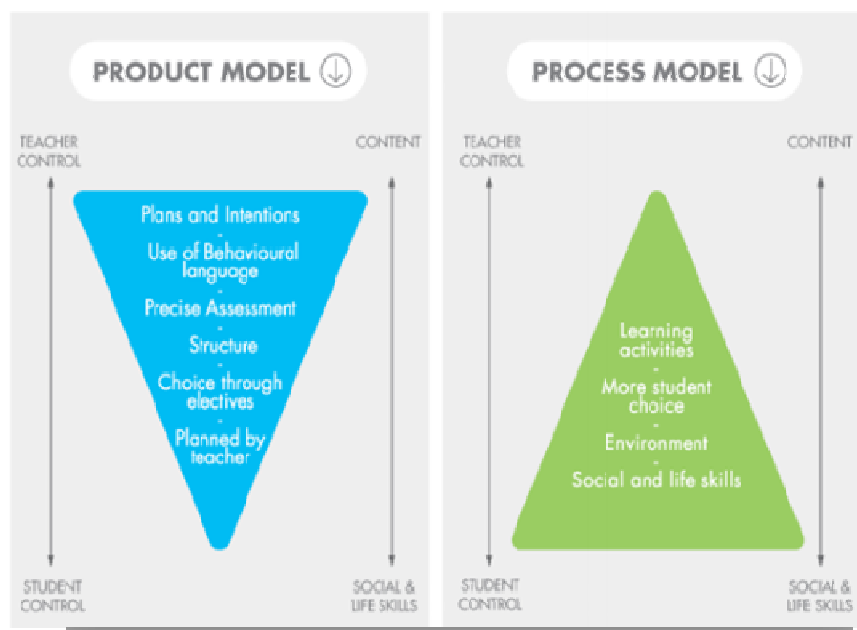 PRODUCT MODEL
TEACHER
CONTROL
CONTENT
Plans and Intentions
-
Use of Behavioural
language
-
Precise Assessment
-
Structure
-
Choice through
electives
-
Planned by
teacher
STUDENT
CONTROL
SOCIAL &
LIFE SKILLS
PROCESS MODEL
TEACHER
CONTROL
CONTENT
Learning
activities
-
More student
choice
-
Environment
-
Social and life skills
STUDENT
CONTROL
SOCIAL &
LIFE SKILLS